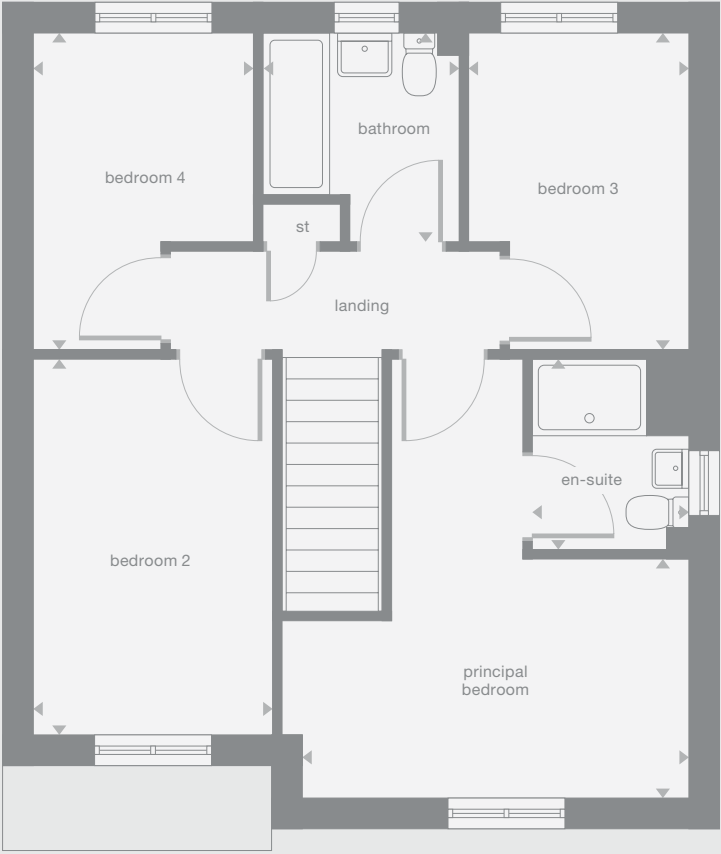 bathroom
bedroom 4
bedroom 3
st
landing
en-suite
bedroom 2
principal
bedroom